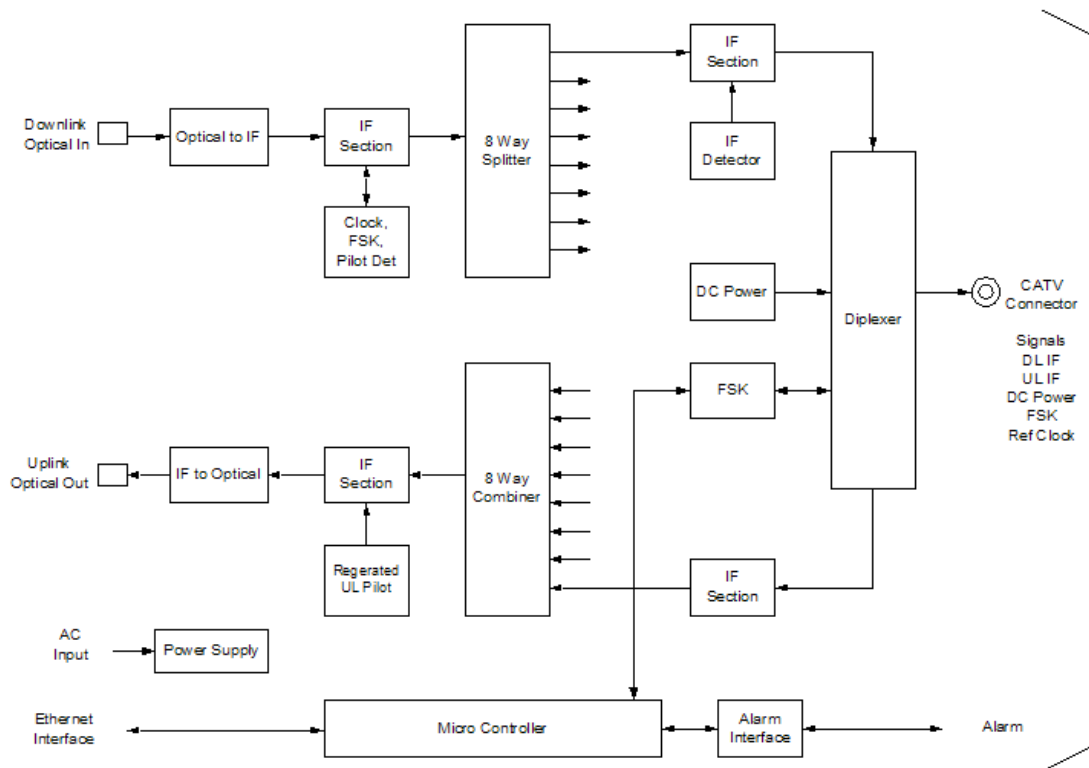 Downlink
Optical In
Optical to IF
IF
Section
Clock,
FSK,
Pilot Det
8 Way
Splitter
IF
Section
IF
Detector
DC Power
Diplexer
CATV
Connector
Signals
DL IF
UL IF
DC Power
FSK
Ref Clock
FSK
Uplink
Optical Out
IF to Optical
IF
Section
Regerated
UL Pilot
8 Way
Combiner
IF
Section
AC
Input
Power Supply
Ethernet
Interface
Micro Controller
Alarm
Interface
Alarm